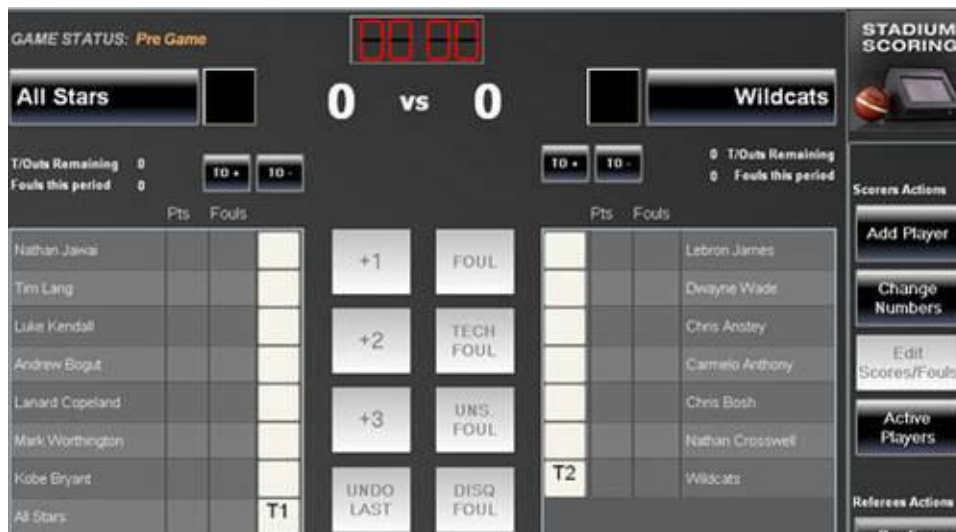 GAME STATUS: Pre Game
00 00
STADIUM
SCORING
All Stars
0 vs 0
Wildcats
T/Outs Remaining 0
Fouls this period 0
TO +
TO -
TO +
TO -
0 T/Outs Remaining
0 Fouls this period
Scorers Actions
Pts Fouls
Pts Fouls
Nathan Jawai
Tim Lang
Luke Kendall
Andrew Bogut
Lanard Copeland
Mark Worthington
Kobe Bryant
All Stars
T1
+1
FOUL
+2
TECH
FOUL
+3
UNS.
FOUL
UNDO
LAST
DISQ
FOUL
T2
Lebron James
Dwayne Wade
Chris Anstey
Carmelo Anthony
Chris Bosh
Nathan Crosswell
Wildcats
Add Player
Change
Numbers
Edit
Scores/Fouls
Active
Players
Referees Actions